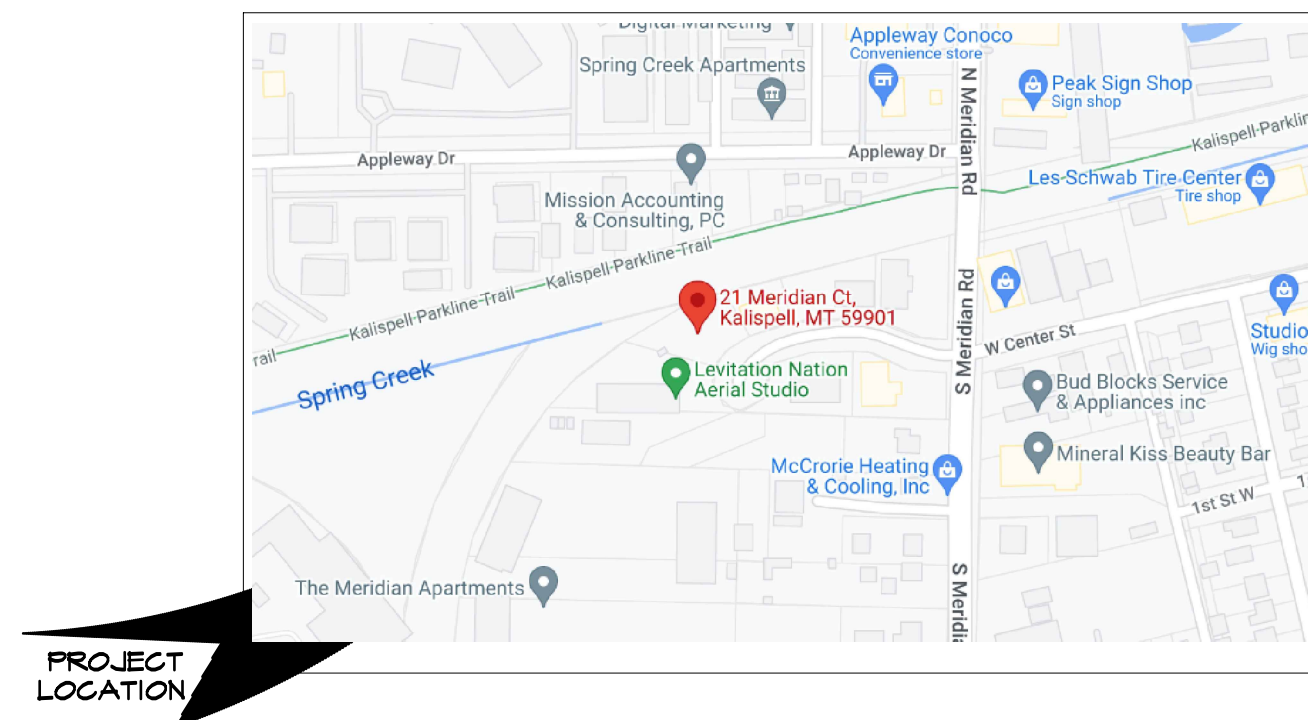 Digital Marketing
Appleway Conoco
Convenience store
Spring Creek Apartments
N Meridian Rd
Peak Sign Shop
Sign shop
Kalispell-Parklin
Appleway Dr
Appleway Dr
Les Schwab Tire Center
Tire shop
Mission Accounting
& Consulting, PC
Kalispell-Parkline-Trail
Kalispell-Parkline-Trail
rail
21 Meridian Ct,
Kalispell, MT 59901
S Meridian Rd
W Center St
Studio
Wig sho
Spring Creek
Levitation Nation
Aerial Studio
Bud Blocks Service
& Appliances inc
Mineral Kiss Beauty Bar
McCrorie Heating
& Cooling, Inc
1st St W
1
The Meridian Apartments
S Meridia
PROJECT
LOCATION